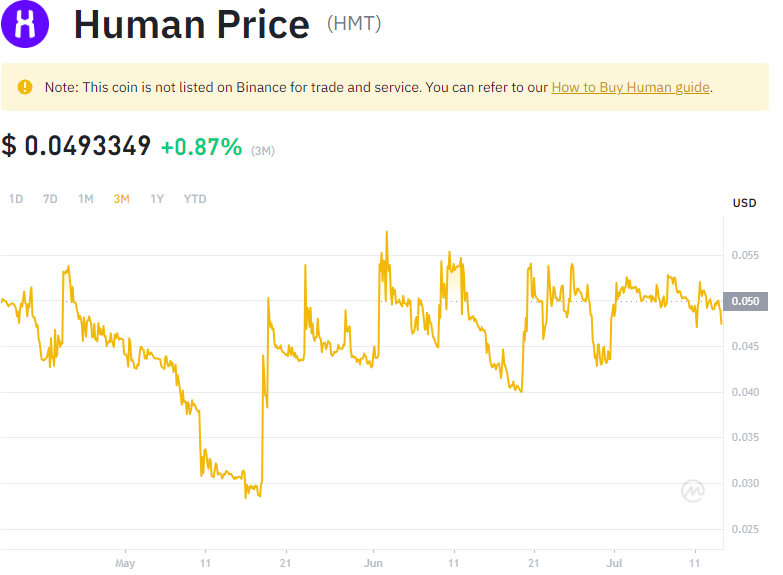 Human Price (HMT)
Note: This coin is not listed on Binance for trade and service. You can refer to our How to Buy Human guide.
$ 0.0493349 +0.87% (3M)
1D 7D 1M 3M 1Y YTD
USD
0.055
0.050
0.045
0.040
0.035
0.030
0.025
May 11 21 Jun 11 21 Jul 11